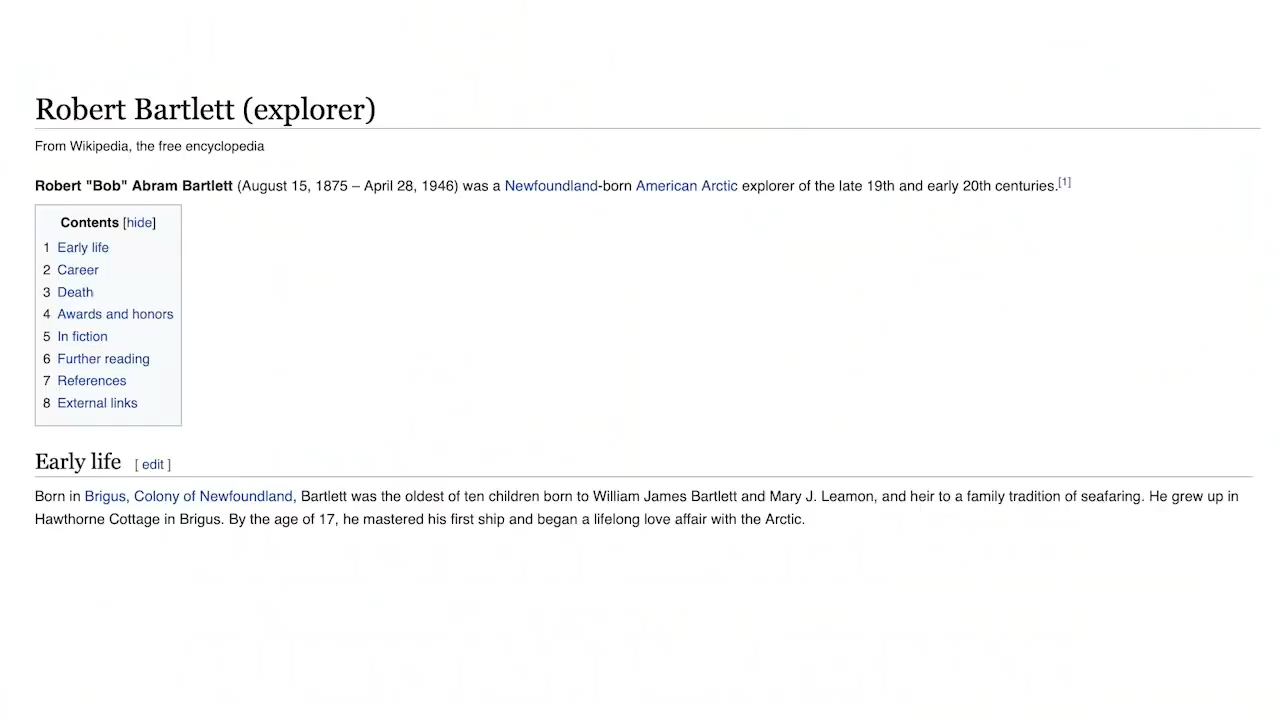 Robert Bartlett (explorer)
From Wikipedia, the free encyclopedia
Robert "Bob" Abram Bartlett (August 15, 1875 – April 28, 1946) was a Newfoundland-born American Arctic explorer of the late 19th and early 20th centuries.[1]
Contents [hide]
1 Early life
2 Career
3 Death
4 Awards and honors
5 In fiction
6 Further reading
7 References
8 External links
Early life [ edit ]
Born in Brigus, Colony of Newfoundland, Bartlett was the oldest of ten children born to William James Bartlett and Mary J. Leamon, and heir to a family tradition of seafaring. He grew up in
Hawthorne Cottage in Brigus. By the age of 17, he mastered his first ship and began a lifelong love affair with the Arctic.